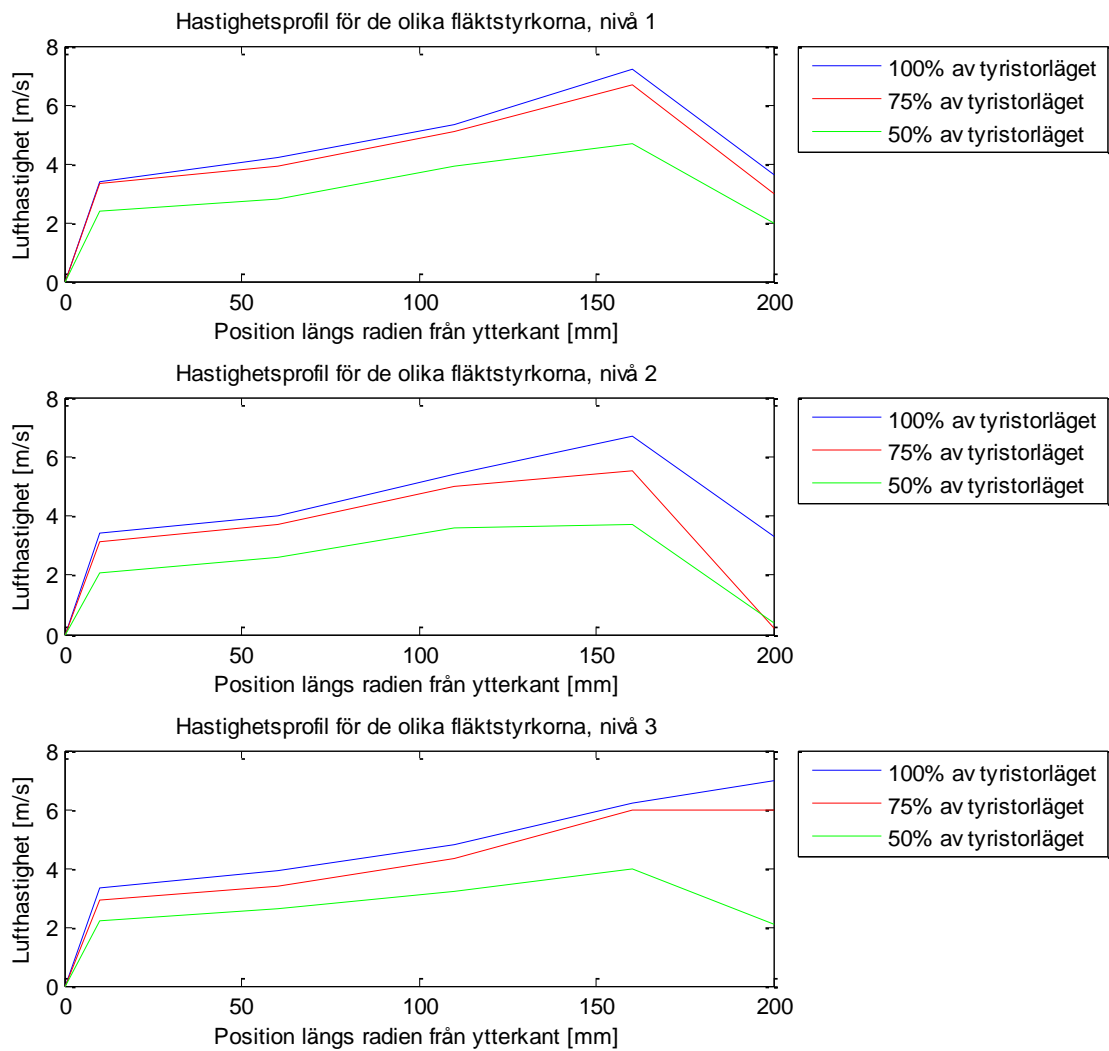 Hastighetsprofil för de olika fläktstyrkorna, nivå 1
8
6
4
2
0
Lufthastighet [m/s]
0 50 100 150 200
Position längs radien från ytterkant [mm]
100% av tyristorläget
75% av tyristorläget
50% av tyristorläget
Hastighetsprofil för de olika fläktstyrkorna, nivå 2
8
6
4
2
0
Lufthastighet [m/s]
0 50 100 150 200
Position längs radien från ytterkant [mm]
100% av tyristorläget
75% av tyristorläget
50% av tyristorläget
Hastighetsprofil för de olika fläktstyrkorna, nivå 3
8
6
4
2
0
Lufthastighet [m/s]
0 50 100 150 200
Position längs radien från ytterkant [mm]
100% av tyristorläget
75% av tyristorläget
50% av tyristorläget